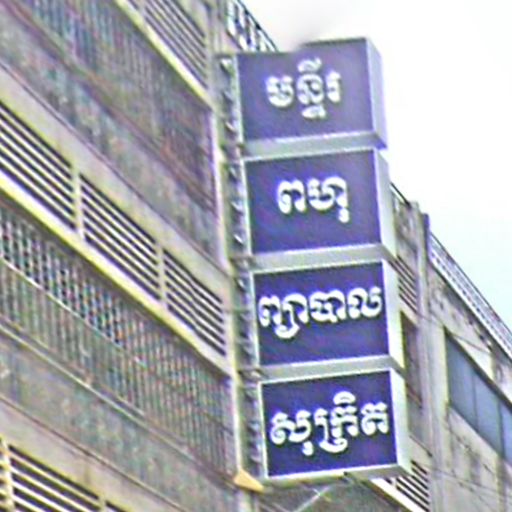 មន្ទីរ
ពហុ
ព្យាបាល
សុក្រិត